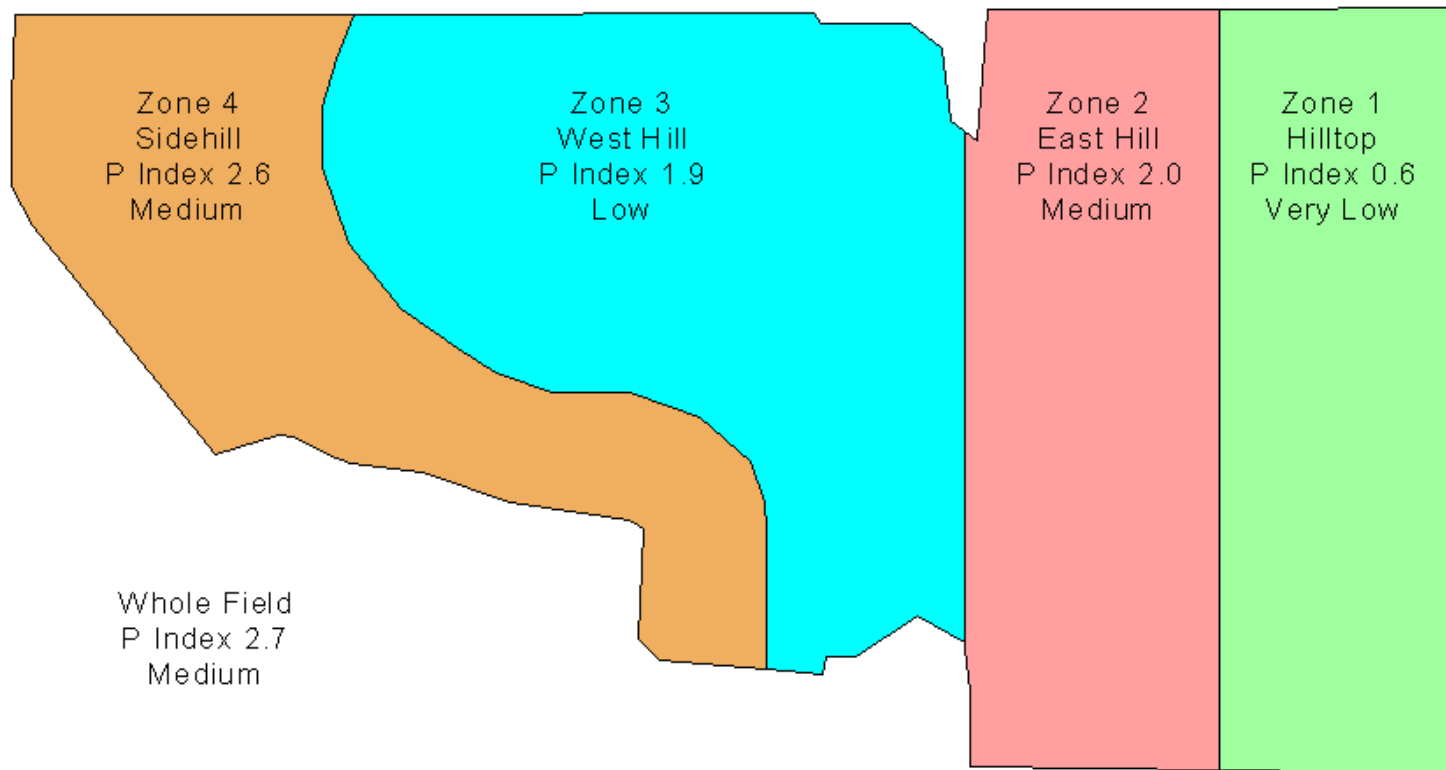 Zone 4
Sidehill
P Index 2.6
Medium
Zone 3
West Hill
P Index 1.9
Low
Zone 2
East Hill
P Index 2.0
Medium
Zone 1
Hilltop
P Index 0.6
Very Low
Whole Field
P Index 2.7
Medium